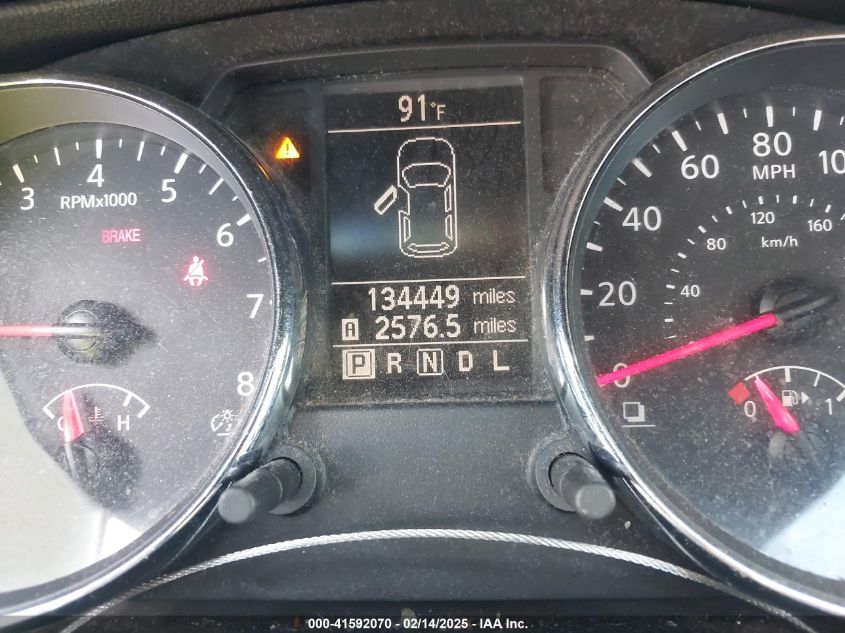 91°F
3 4 5 6 7 8
RPMx1000
BRAKE
C H
134449 miles
A 2576.5 miles
P R N D L
0 20 40 60 80 10
MPH
40 80 120 160
km/h
0 1
000-41592070 - 02/14/2025 - IAA Inc.